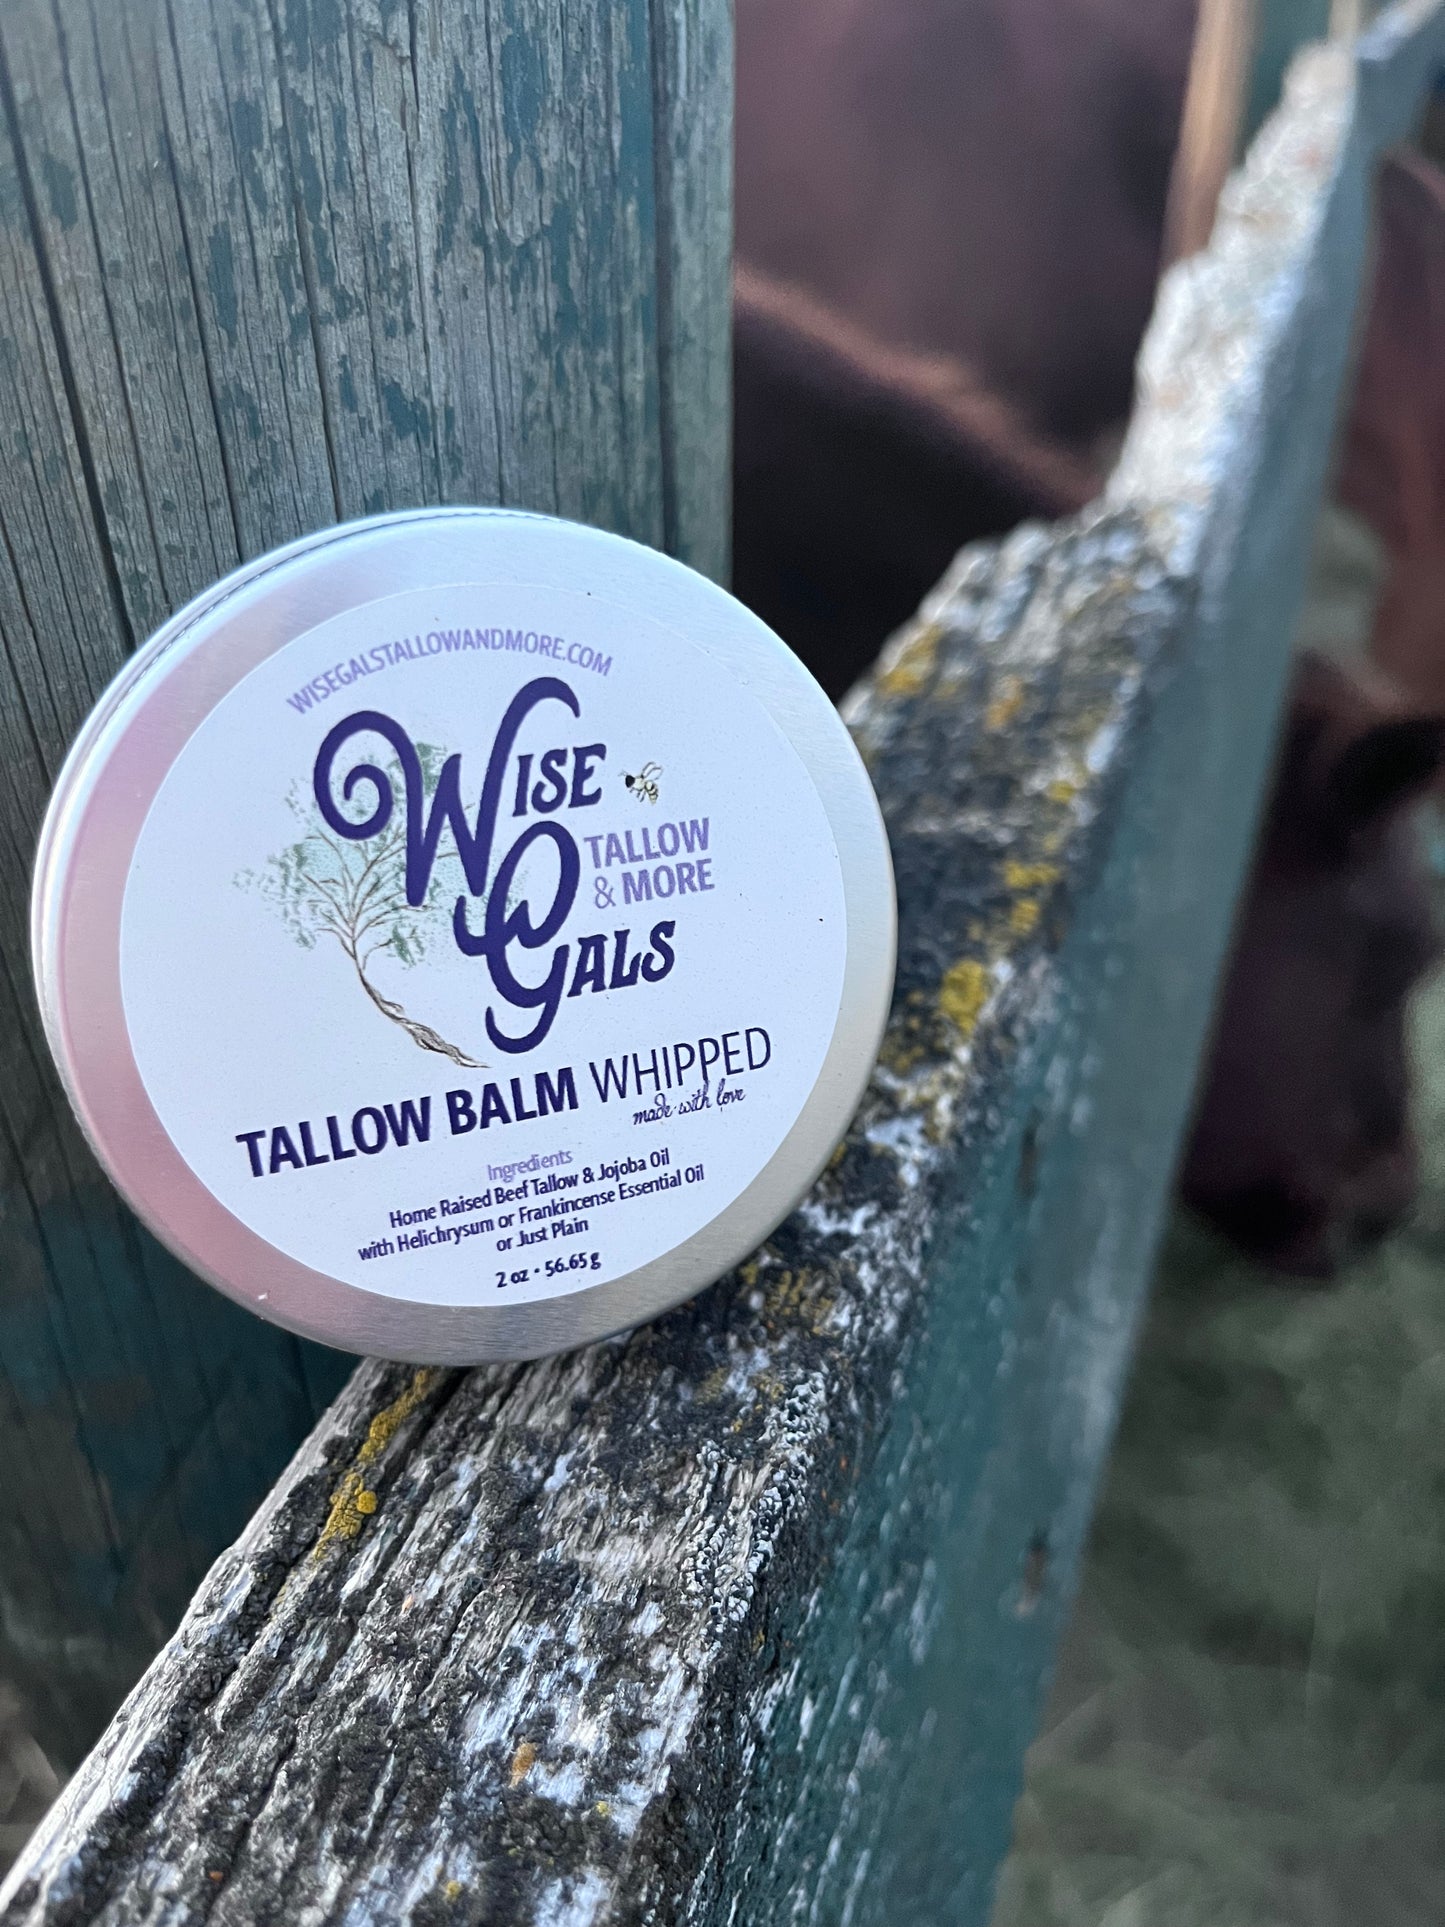 WISEGALSTALLOWANDMORE.COM
WISE
TALLOW
& MORE
GALS
TALLOW BALM WHIPPED
made with love
Ingredients
Home Raised Beef Tallow & Jojoba Oil
with Helichrysum or Frankincense Essential Oil
or Just Plain
2 oz • 56.65 g